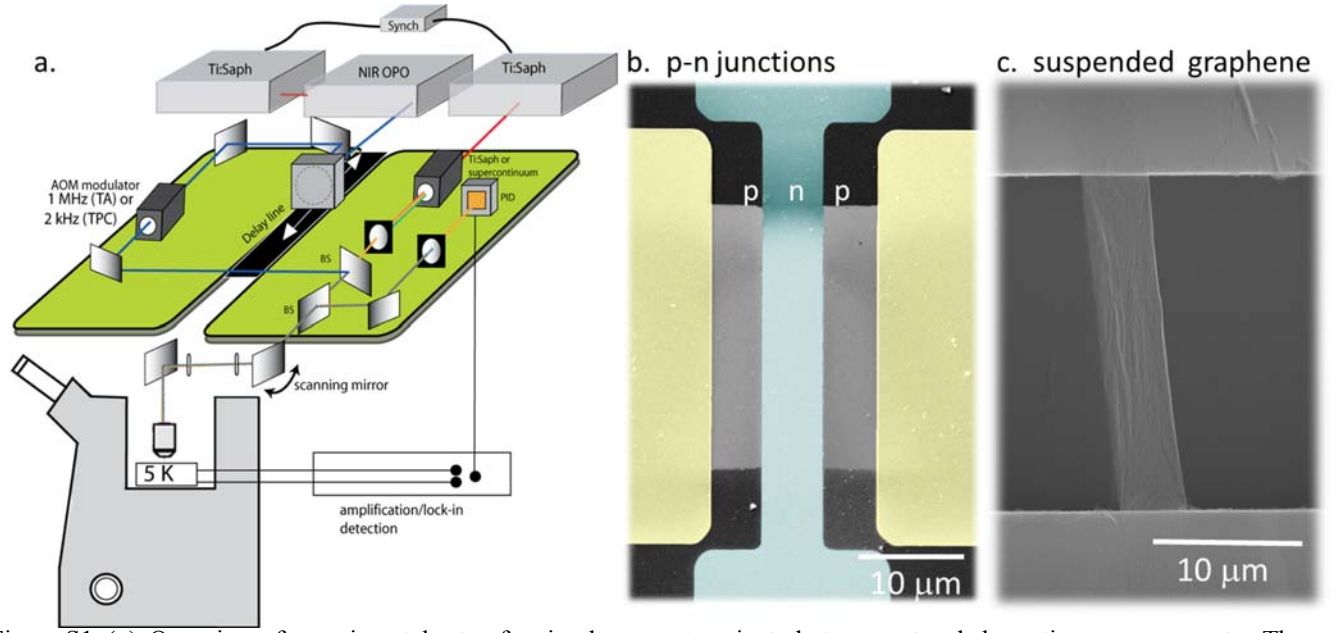 a.
Synch
Ti:Saph
NIR OPO
Ti:Saph
AOM modulator
1 MHz (TA) or
2 kHz (TPC)
Delay line
Ti:Saph or
supercontinuum
PID
BS
BS
scanning mirror
5 K
amplification/lock-in
detection
b. p-n junctions
p n p
10 μm
c. suspended graphene
10 μm